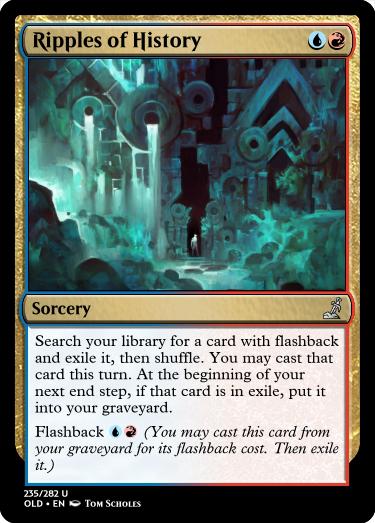 Ripples of History
Sorcery
Search your library for a card with flashback
and exile it, then shuffle. You may cast that
card this turn. At the beginning of your
next end step, if that card is in exile, put it
into your graveyard.
Flashback (You may cast this card from
your graveyard for its flashback cost. Then exile
it.)
235/282 U
OLD • EN Tom Scholes